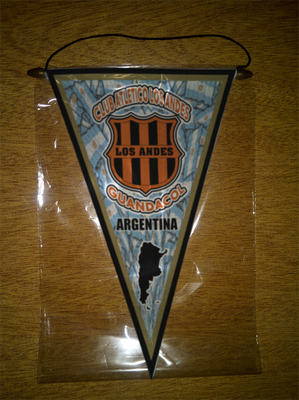 CLUB ATLETICO LOS ANDES
LOS ANDES
GUANDACOL
ARGENTINA